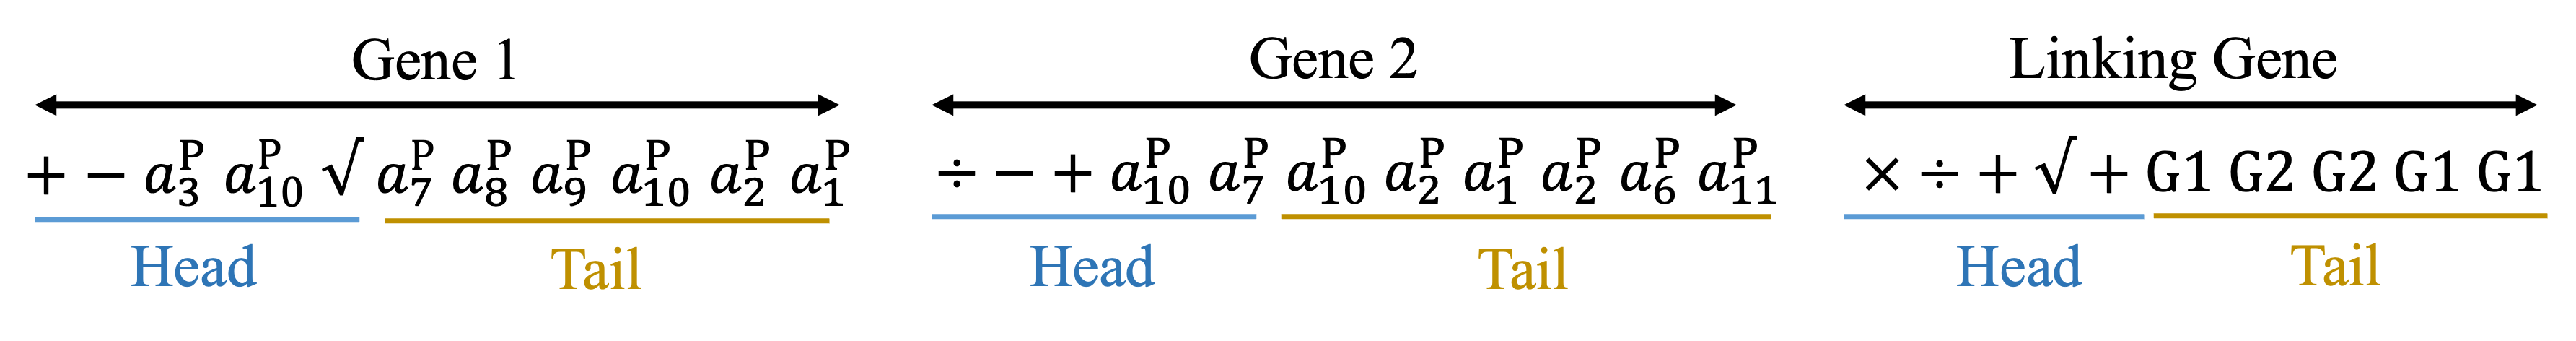 Gene 1 Gene 2 Linking Gene
+ − a₃ᴾ a₁₀ᴾ √ a₇ᴾ a₈ᴾ a₉ᴾ a₁₀ᴾ a₂ᴾ a₁ᴾ ÷ − + a₁₀ᴾ a₇ᴾ a₁₀ᴾ a₂ᴾ a₁ᴾ a₂ᴾ a₆ᴾ a₁₁ᴾ × ÷ + √ + G1 G2 G2 G1 G1
Head Tail Head Tail Head Tail